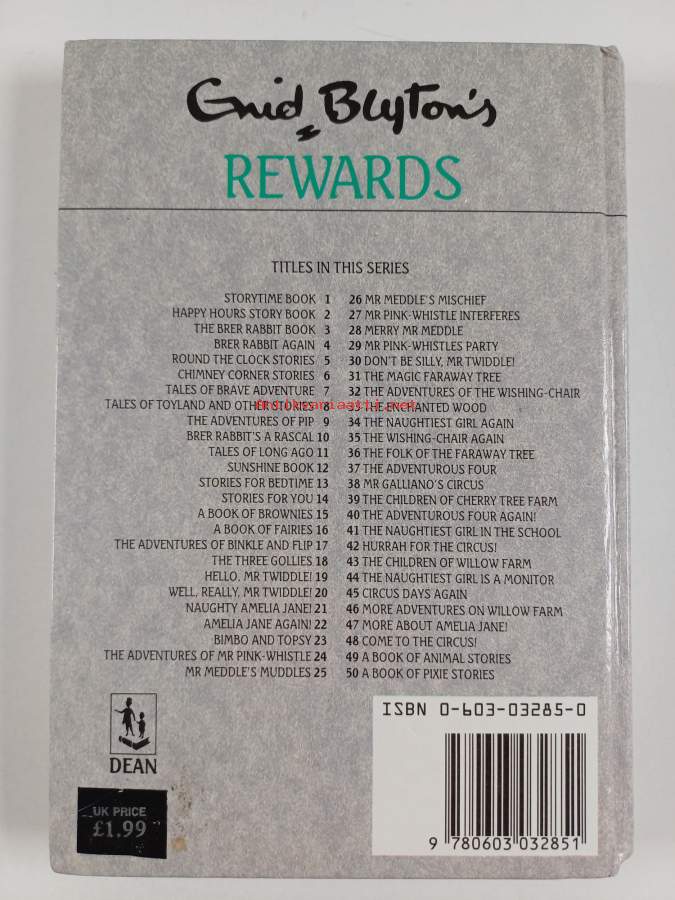 Enid Blyton's
REWARDS
TITLES IN THIS SERIES
STORYTIME BOOK 1
HAPPY HOURS STORY BOOK 2
THE BRER RABBIT BOOK 3
BRER RABBIT AGAIN 4
ROUND THE CLOCK STORIES 5
CHIMNEY CORNER STORIES 6
TALES OF BRAVE ADVENTURE 7
TALES OF TOYLAND AND OTHER STORIES 8
THE ADVENTURES OF PIP 9
BRER RABBIT'S A RASCAL 10
TALES OF LONG AGO 11
SUNSHINE BOOK 12
STORIES FOR BEDTIME 13
STORIES FOR YOU 14
A BOOK OF BROWNIES 15
A BOOK OF FAIRIES 16
THE ADVENTURES OF BINKLE AND FLIP 17
THE THREE GOLLIES 18
HELLO, MR TWIDDLE! 19
WELL, REALLY, MR TWIDDLE! 20
NAUGHTY AMELIA JANE! 21
AMELIA JANE AGAIN! 22
BIMBO AND TOPSY 23
THE ADVENTURES OF MR PINK-WHISTLE 24
MR MEDDLE'S MUDDLES 25
26 MR MEDDLE'S MISCHIEF
27 MR PINK-WHISTLE INTERFERES
28 MERRY MR MEDDLE
29 MR PINK-WHISTLE'S PARTY
30 DON'T BE SILLY, MR TWIDDLE!
31 THE MAGIC FARAWAY TREE
32 THE ADVENTURES OF THE WISHING-CHAIR
33 THE ENCHANTED WOOD
34 THE NAUGHTIEST GIRL AGAIN
35 THE WISHING-CHAIR AGAIN
36 THE FOLK OF THE FARAWAY TREE
37 THE ADVENTUROUS FOUR
38 MR GALLIANO'S CIRCUS
39 THE CHILDREN OF CHERRY TREE FARM
40 THE ADVENTUROUS FOUR AGAIN!
41 THE NAUGHTIEST GIRL IN THE SCHOOL
42 HURRAH FOR THE CIRCUS!
43 THE CHILDREN OF WILLOW FARM
44 THE NAUGHTIEST GIRL IS A MONITOR
45 CIRCUS DAYS AGAIN
46 MORE ADVENTURES ON WILLOW FARM
47 MORE ABOUT AMELIA JANE!
48 COME TO THE CIRCUS!
49 A BOOK OF ANIMAL STORIES
50 A BOOK OF PIXIE STORIES
DEAN
UK PRICE
£1.99
ISBN 0-603-03285-0
9 780603 032851